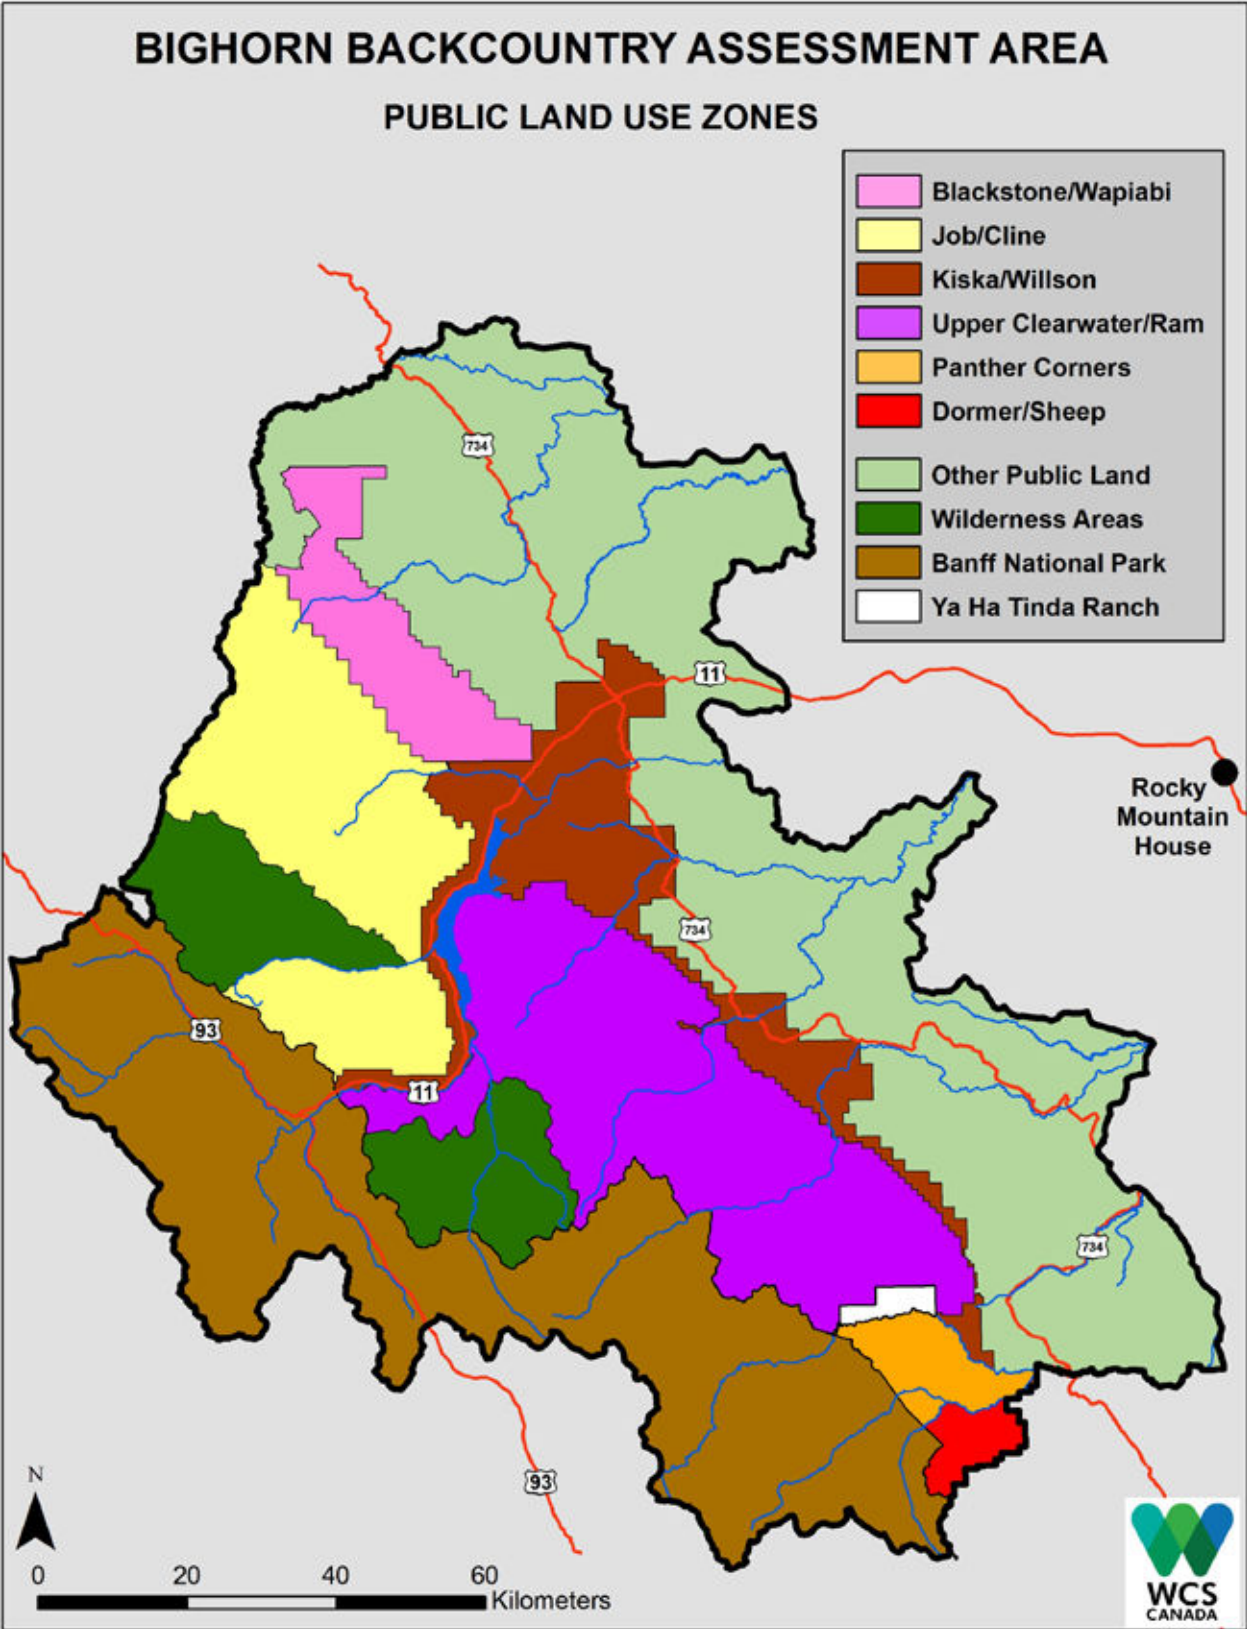 BIGHORN BACKCOUNTRY ASSESSMENT AREA
PUBLIC LAND USE ZONES
Blackstone/Wapiabi
Job/Cline
Kiska/Willson
Upper Clearwater/Ram
Panther Corners
Dormer/Sheep
Other Public Land
Wilderness Areas
Banff National Park
Ya Ha Tinda Ranch
734
11
Rocky
Mountain
House
734
93
11
734
93
N
0 20 40 60
Kilometers
WCS
CANADA